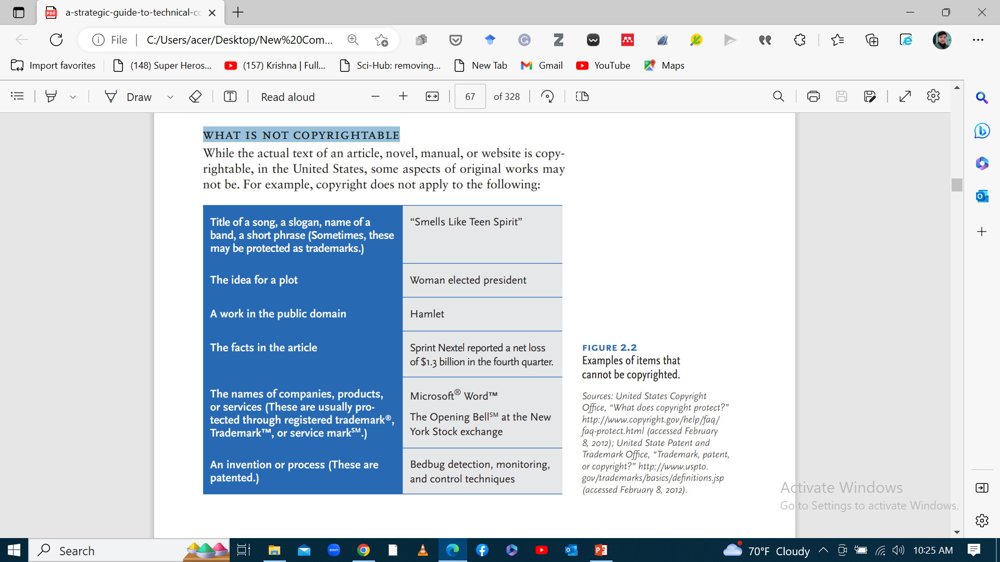 a-strategic-guide-to-technical-cc
File
C:/Users/acer/Desktop/New%20Com...
Import favorites
(148) Super Heros...
(157) Krishna | Full...
Sci-Hub: removing...
New Tab
Gmail
YouTube
Maps
Draw
Read aloud
67
of 328
WHAT IS NOT COPYRIGHTABLE
While the actual text of an article, novel, manual, or website is copy-
rightable, in the United States, some aspects of original works may
not be. For example, copyright does not apply to the following:
Title of a song, a slogan, name of a
band, a short phrase (Sometimes, these
may be protected as trademarks.)
“Smells Like Teen Spirit”
The idea for a plot
Woman elected president
A work in the public domain
Hamlet
The facts in the article
Sprint Nextel reported a net loss
of $1.3 billion in the fourth quarter.
The names of companies, products,
or services (These are usually pro-
tected through registered trademark®,
Trademark™, or service mark℠.)
Microsoft® Word™
The Opening Bell℠ at the New
York Stock exchange
An invention or process (These are
patented.)
Bedbug detection, monitoring,
and control techniques
FIGURE 2.2
Examples of items that
cannot be copyrighted.
Sources: United States Copyright
Office, “What does copyright protect?”
http://www.copyright.gov/help/faq/
faq-protect.html (accessed February
8, 2012); United State Patent and
Trademark Office, “Trademark, patent,
or copyright?” http://www.uspto.
gov/trademarks/basics/definitions.jsp
(accessed February 8, 2012).
Activate Windows
Go to Settings to activate Windows.
Search
zoom
70°F Cloudy
10:25 AM